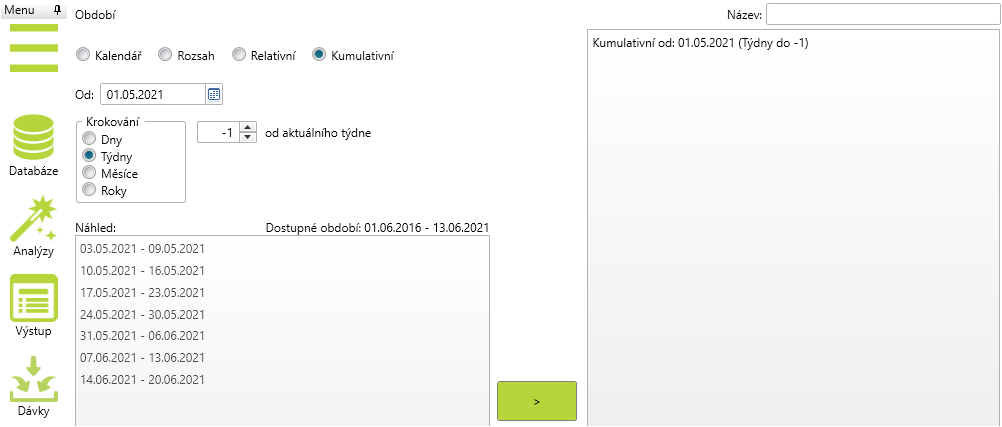 Menu
Databáze
Analýzy
Výstup
Dávky
Období
Kalendář Rozsah Relativní Kumulativní
Od: 01.05.2021
Krokování
Dny
Týdny
Měsíce
Roky
-1 od aktuálního týdne
Náhled: Dostupné období: 01.06.2016 - 13.06.2021
03.05.2021 - 09.05.2021
10.05.2021 - 16.05.2021
17.05.2021 - 23.05.2021
24.05.2021 - 30.05.2021
31.05.2021 - 06.06.2021
07.06.2021 - 13.06.2021
14.06.2021 - 20.06.2021
>
Název:
Kumulativní od: 01.05.2021 (Týdny do -1)